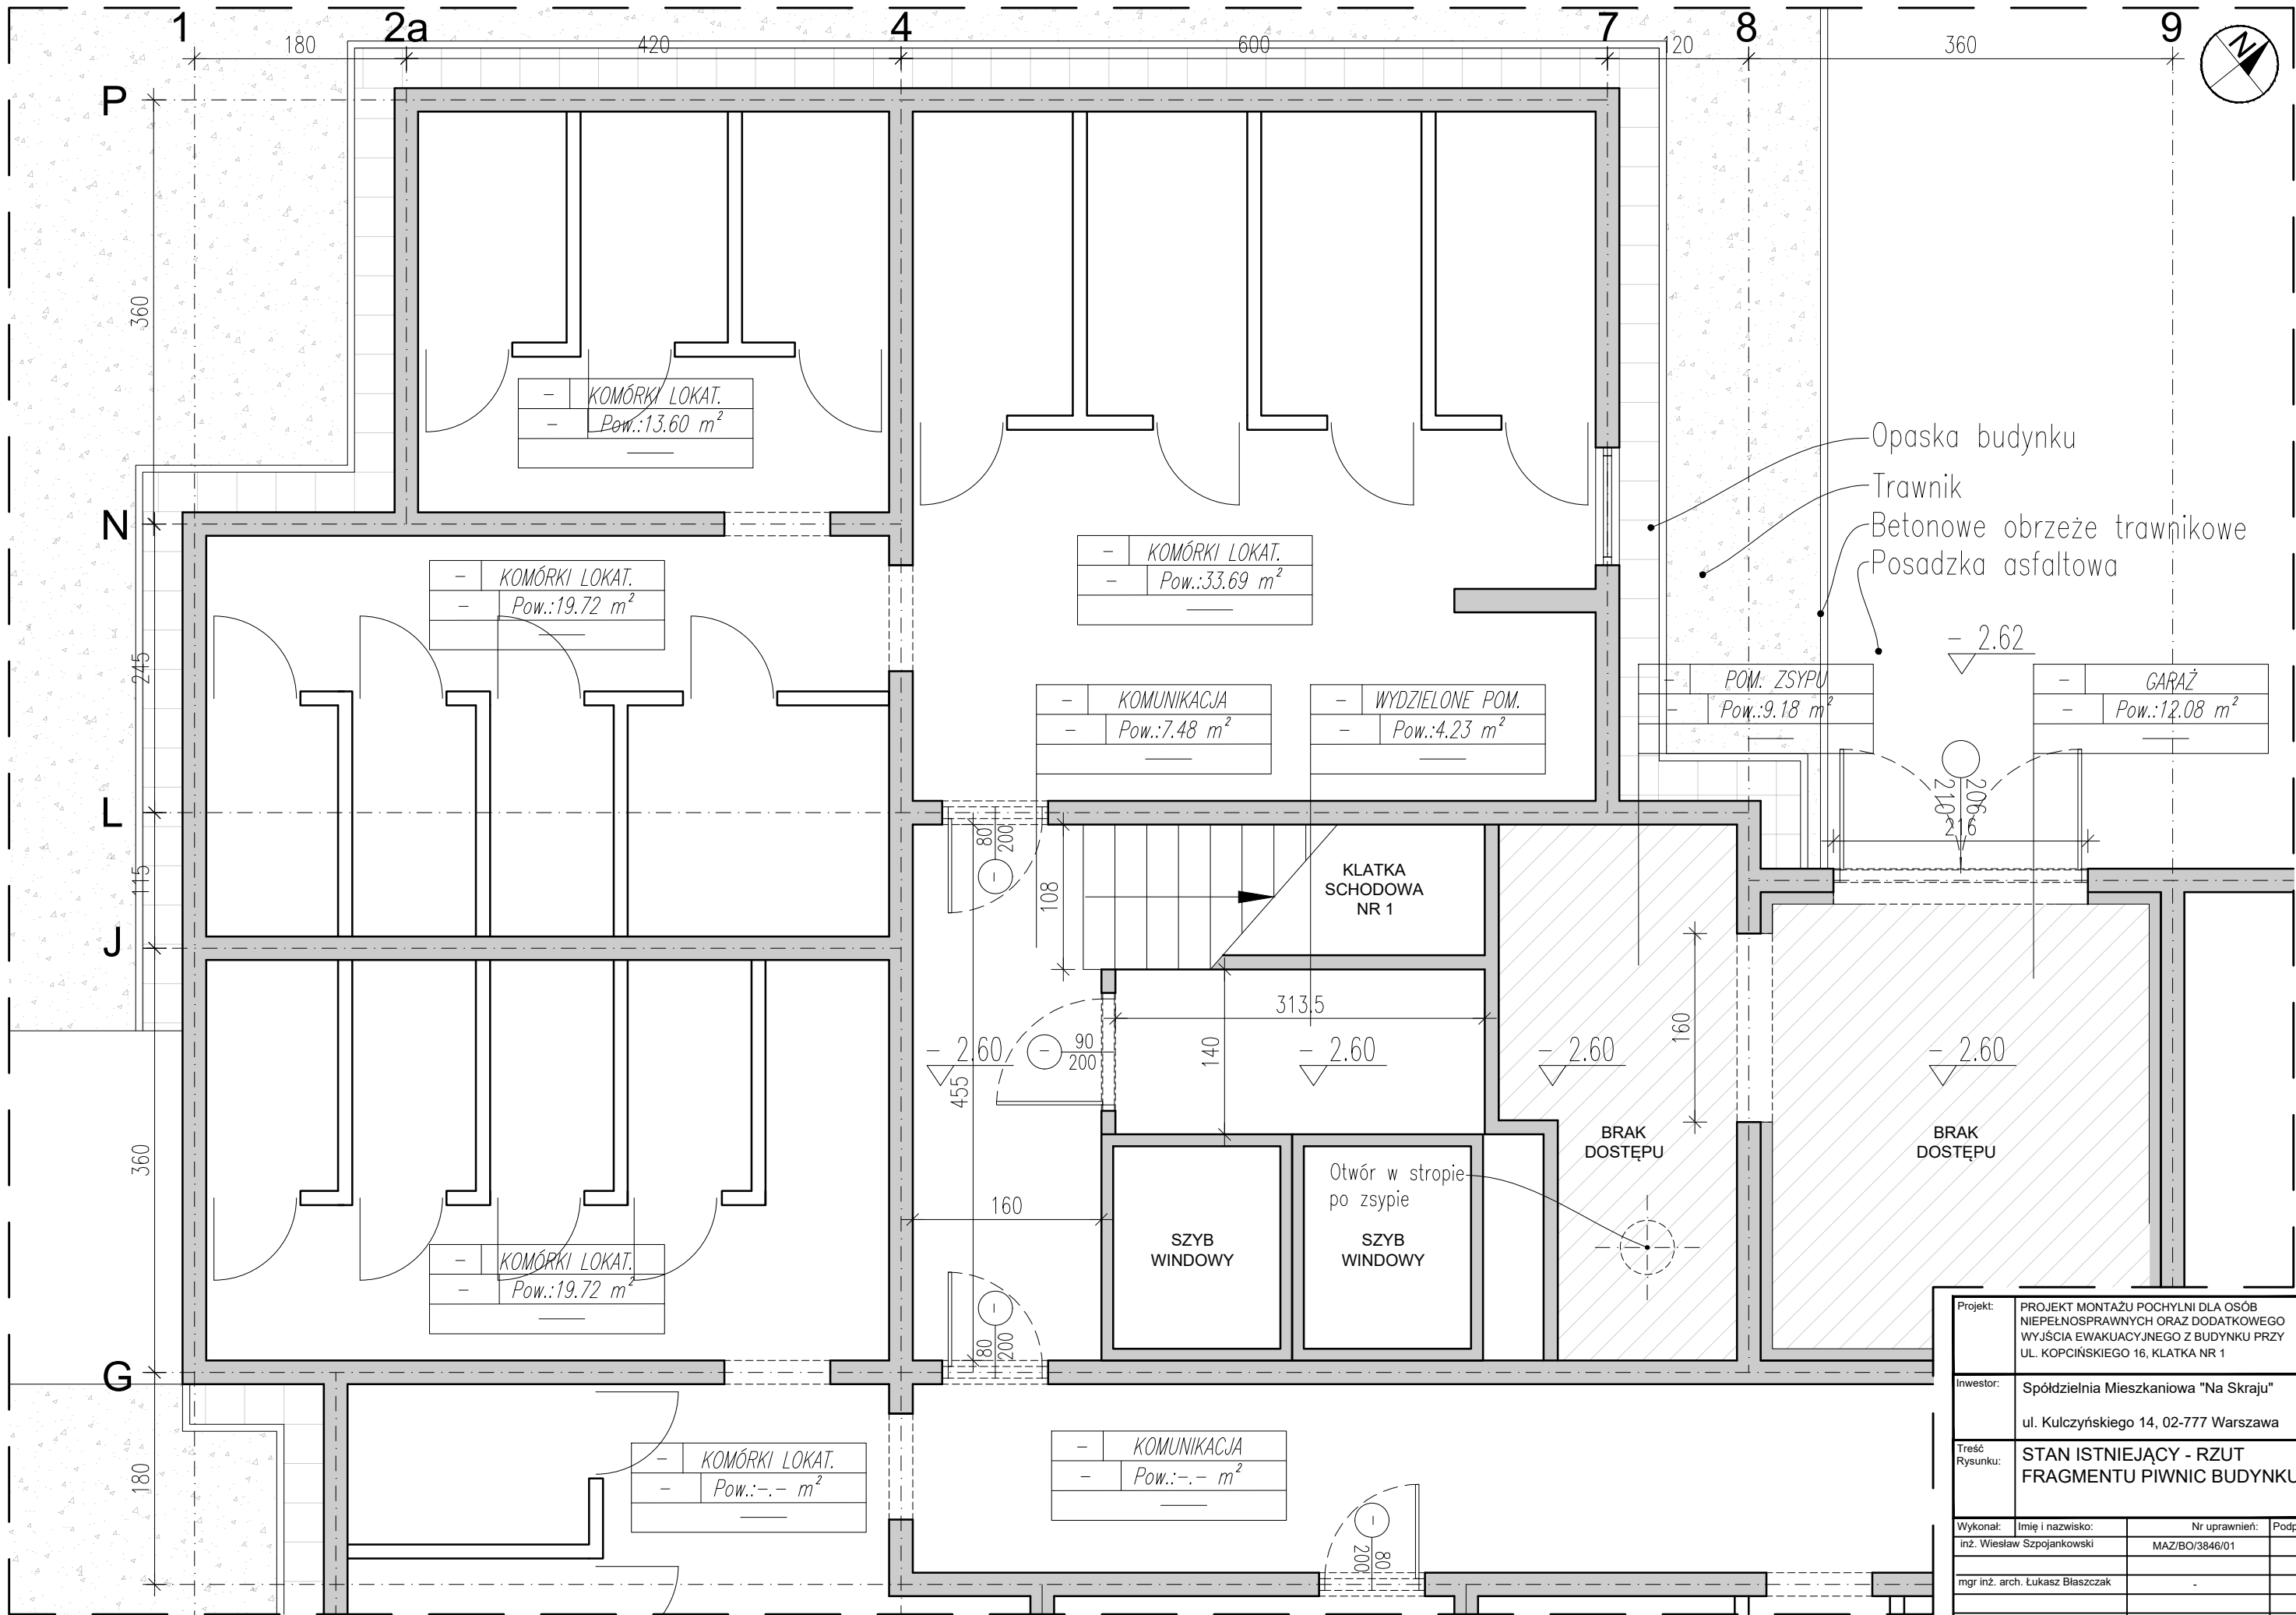 1
2a
4
7
8
9
180
420
600
120
360
N
P
N
L
J
G
360
245
115
360
180
– KOMÓRKI LOKAT.
– Pow.:13.60 m²
– KOMÓRKI LOKAT.
– Pow.:19.72 m²
– KOMÓRKI LOKAT.
– Pow.:33.69 m²
Opaska budynku
Trawnik
Betonowe obrzeże trawnikowe
Posadzka asfaltowa
- 2.62
– KOMUNIKACJA
– Pow.:7.48 m²
– WYDZIELONE POM.
– Pow.:4.23 m²
– POM. ZSYPU
– Pow.:9.18 m²
– GARAŻ
– Pow.:12.08 m²
206
210
216
80
200
108
KLATKA
SCHODOWA
NR 1
313.5
160
- 2.60
90
200
140
- 2.60
- 2.60
- 2.60
455
BRAK
DOSTĘPU
BRAK
DOSTĘPU
Otwór w stropie
po zsypie
160
SZYB
WINDOWY
SZYB
WINDOWY
– KOMÓRKI LOKAT.
– Pow.:19.72 m²
80
200
– KOMÓRKI LOKAT.
– Pow.:-.- m²
– KOMUNIKACJA
– Pow.:-.- m²
80
200
Projekt:
PROJEKT MONTAŻU POCHYLNI DLA OSÓB
NIEPEŁNOSPRAWNYCH ORAZ DODATKOWEGO
WYJŚCIA EWAKUACYJNEGO Z BUDYNKU PRZY
UL. KOPCIŃSKIEGO 16, KLATKA NR 1
Inwestor:
Spółdzielnia Mieszkaniowa "Na Skraju"
ul. Kulczyńskiego 14, 02-777 Warszawa
Treść
Rysunku:
STAN ISTNIEJĄCY - RZUT
FRAGMENTU PIWNIC BUDYNKU
Wykonał: Imię i nazwisko: Nr uprawnień: Podp
inż. Wiesław Szpojankowski MAZ/BO/3846/01
mgr inż. arch. Łukasz Błaszczak -